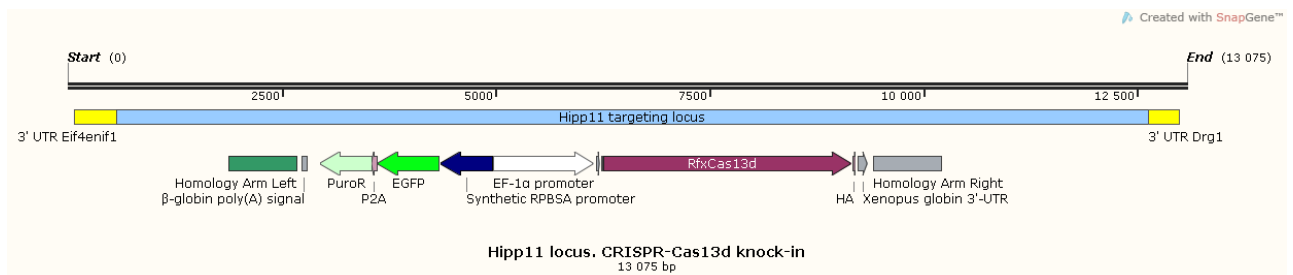 Created with SnapGene™
Start (0)
End (13 075)
2500 5000 7500 10 000 12 500
Hipp11 targeting locus
3' UTR Eif4enif1 3' UTR Drg1
RfxCas13d
Homology Arm Left PuroR EGFP EF-1α promoter Homology Arm Right
β-globin poly(A) signal P2A Synthetic RPBSA promoter HA Xenopus globin 3'-UTR
Hipp11 locus. CRISPR-Cas13d knock-in
13 075 bp